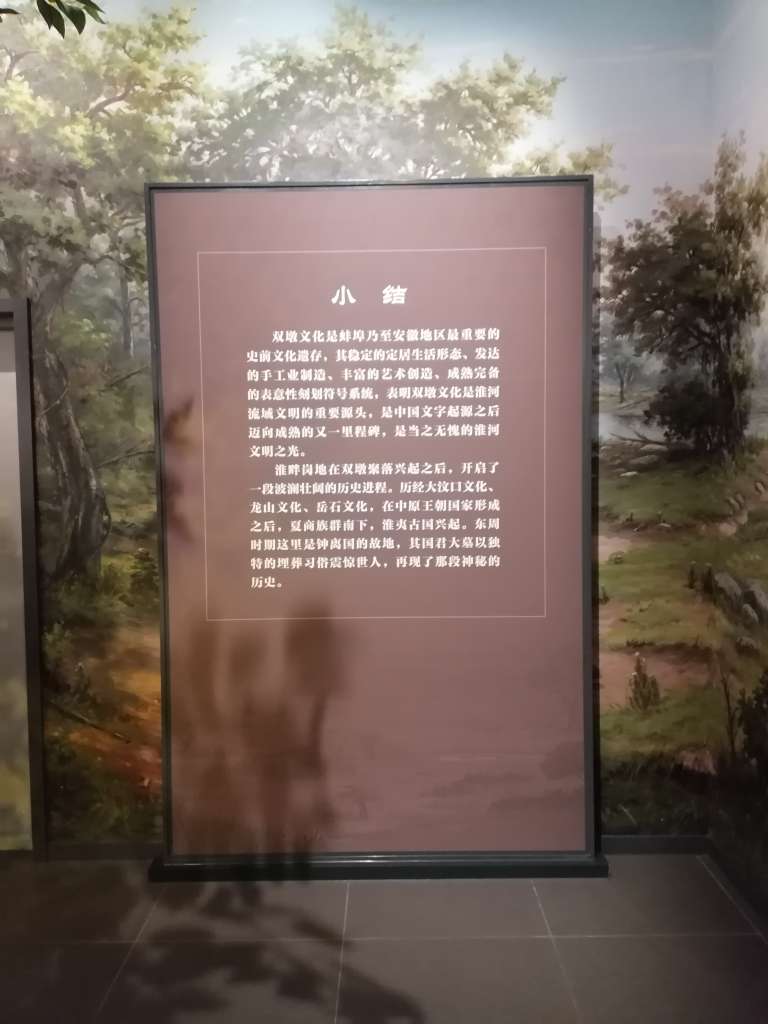 小 结
双墩文化是蚌埠乃至安徽地区最重要的
史前文化遗存，其稳定的定居生活形态、发达
的手工业制造、丰富的艺术创造、成熟完备
的表意性刻划符号系统，表明双墩文化是淮河
流域文明的重要源头，是中国文字起源之后
迈向成熟的又一里程碑，是当之无愧的淮河
文明之光。
淮畔岗地在双墩聚落兴起之后，开启了
一段波澜壮阔的历史进程。历经大汶口文化、
龙山文化、岳石文化，在中原王朝国家形成
之后，夏商族群南下，淮夷古国兴起。东周
时期这里是钟离国的故地，其国君大墓以独
特的埋葬习俗震惊世人，再现了那段神秘的
历史。